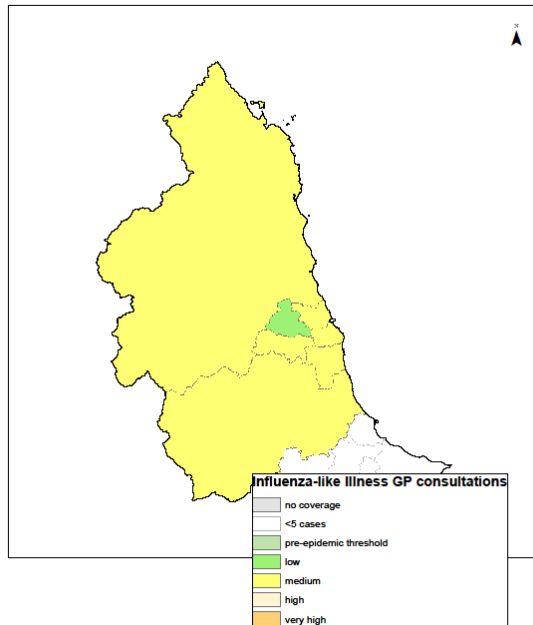 Influenza-like Illness GP consultations
no coverage
<5 cases
pre-epidemic threshold
low
medium
high
very high